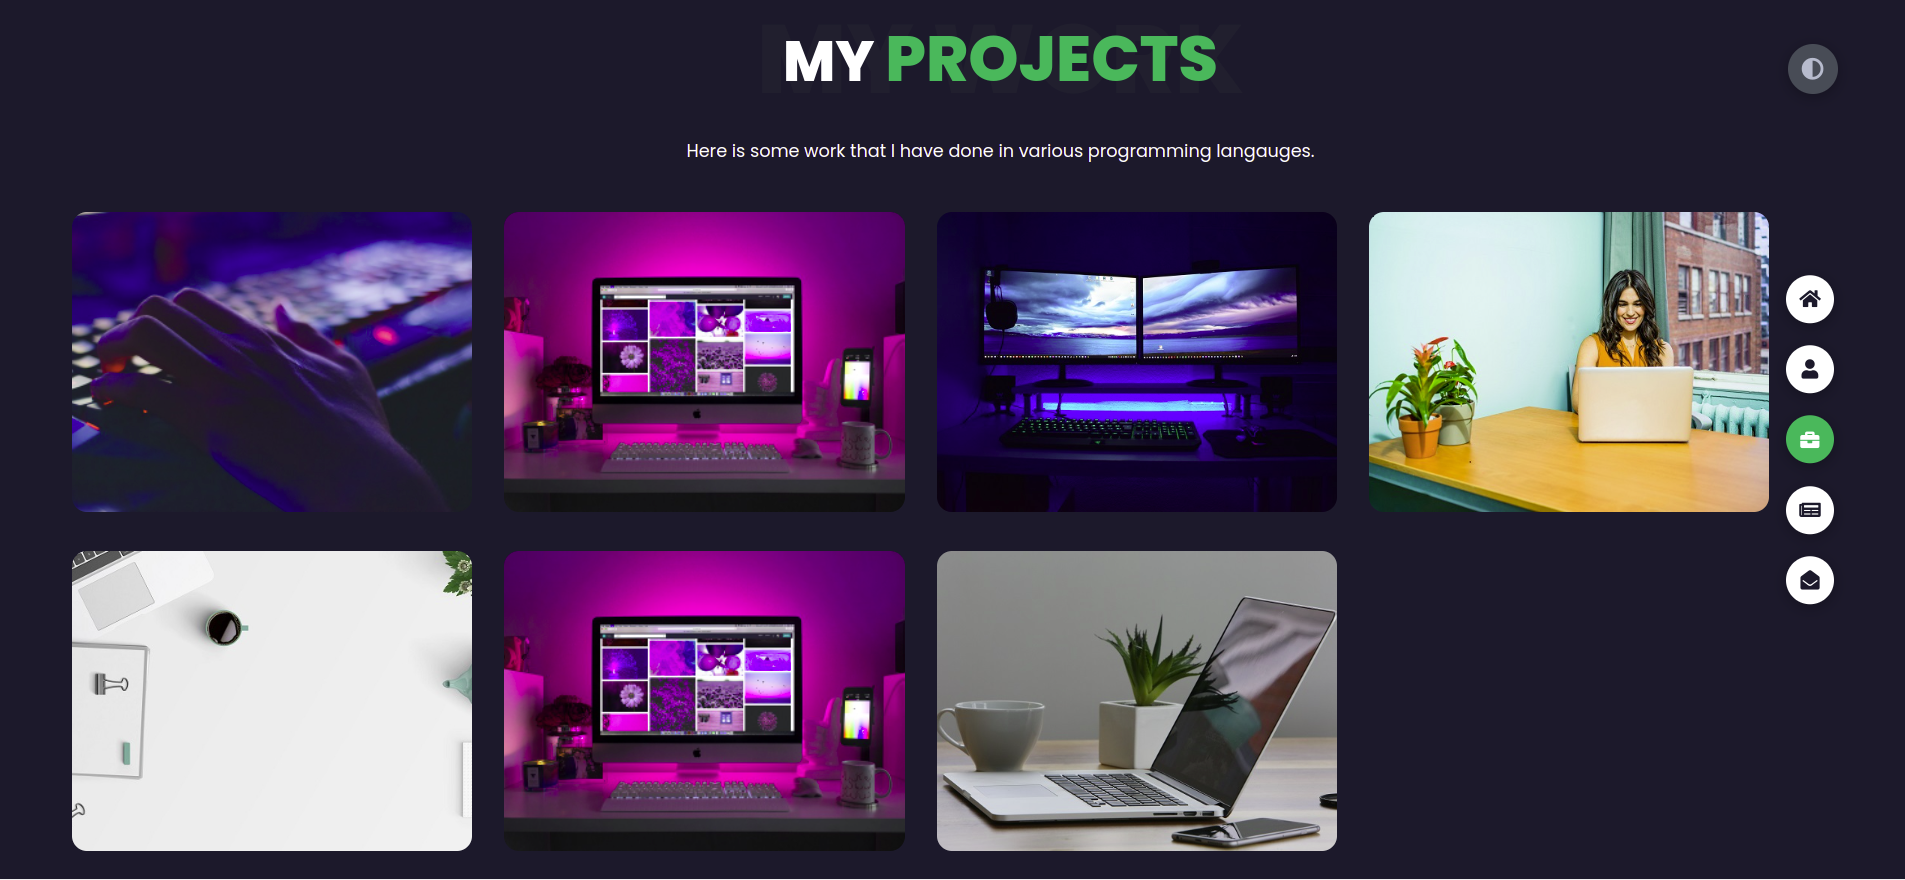 MY WORK
MY PROJECTS
Here is some work that I have done in various programming langauges.